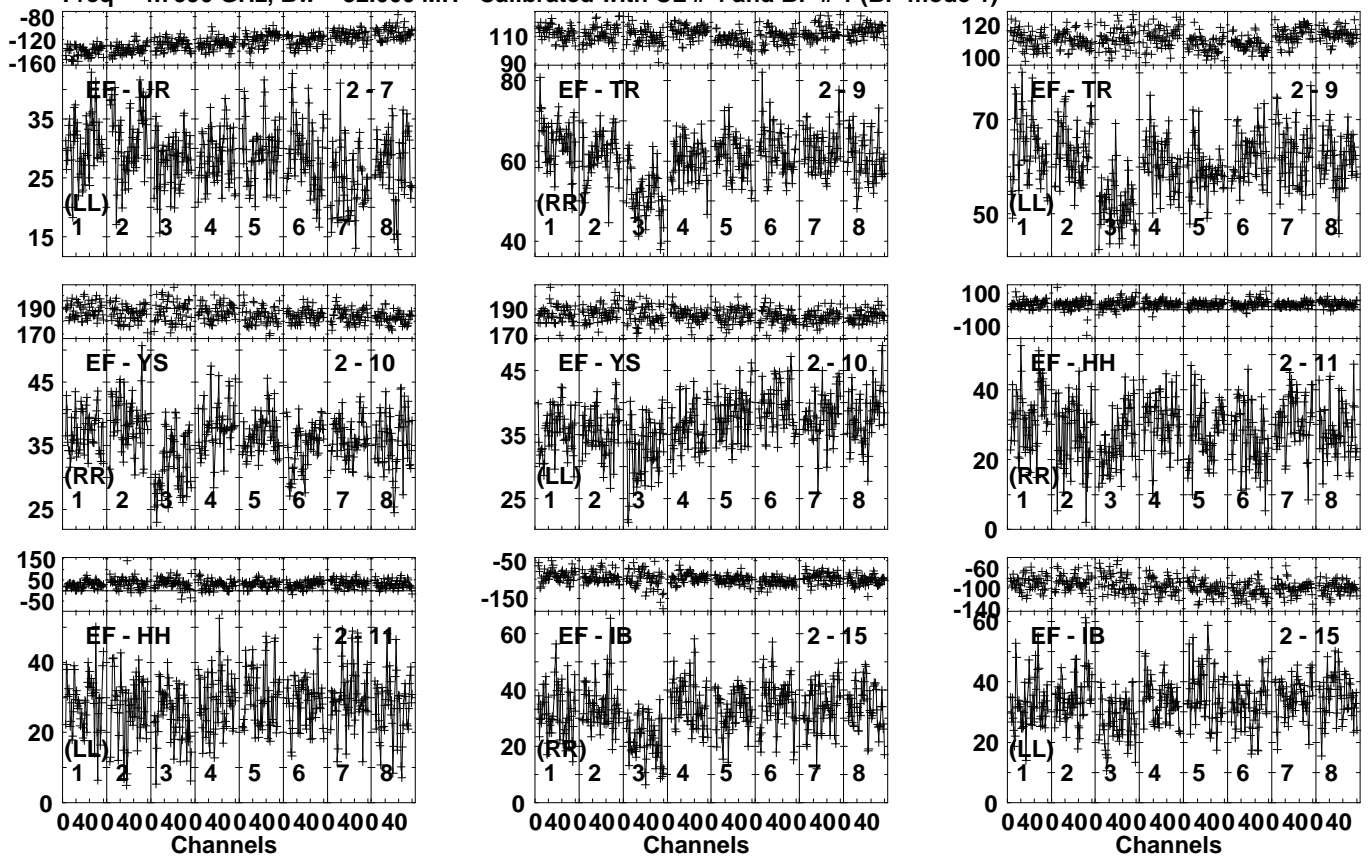 -80
-120
-160
35
25
15
EF - UR 2 - 7
(LL)
1 2 3 4 5 6 7 8
110
90
80
60
40
EF - TR 2 - 9
(RR)
1 2 3 4 5 6 7 8
120
100
70
50
EF - TR 2 - 9
(LL)
1 2 3 4 5 6 7 8
190
170
45
35
25
EF - YS 2 - 10
(RR)
1 2 3 4 5 6 7 8
190
170
45
35
25
EF - YS 2 - 10
(LL)
1 2 3 4 5 6 7 8
100
-100
40
20
0
EF - HH 2 - 11
(RR)
1 2 3 4 5 6 7 8
150
50
-50
40
20
0
EF - HH 2 - 11
(LL)
1 2 3 4 5 6 7 8
0 40 0 40 0 40 0 40 0 40 0 40 0 40 0 40
Channels
-50
-150
60
40
20
0
EF - IB 2 - 15
(RR)
1 2 3 4 5 6 7 8
0 40 0 40 0 40 0 40 0 40 0 40 0 40 0 40
Channels
-60
-100
-140
60
40
20
0
EF - IB 2 - 15
(LL)
1 2 3 4 5 6 7 8
0 40 0 40 0 40 0 40 0 40 0 40 0 40 0 40
Channels